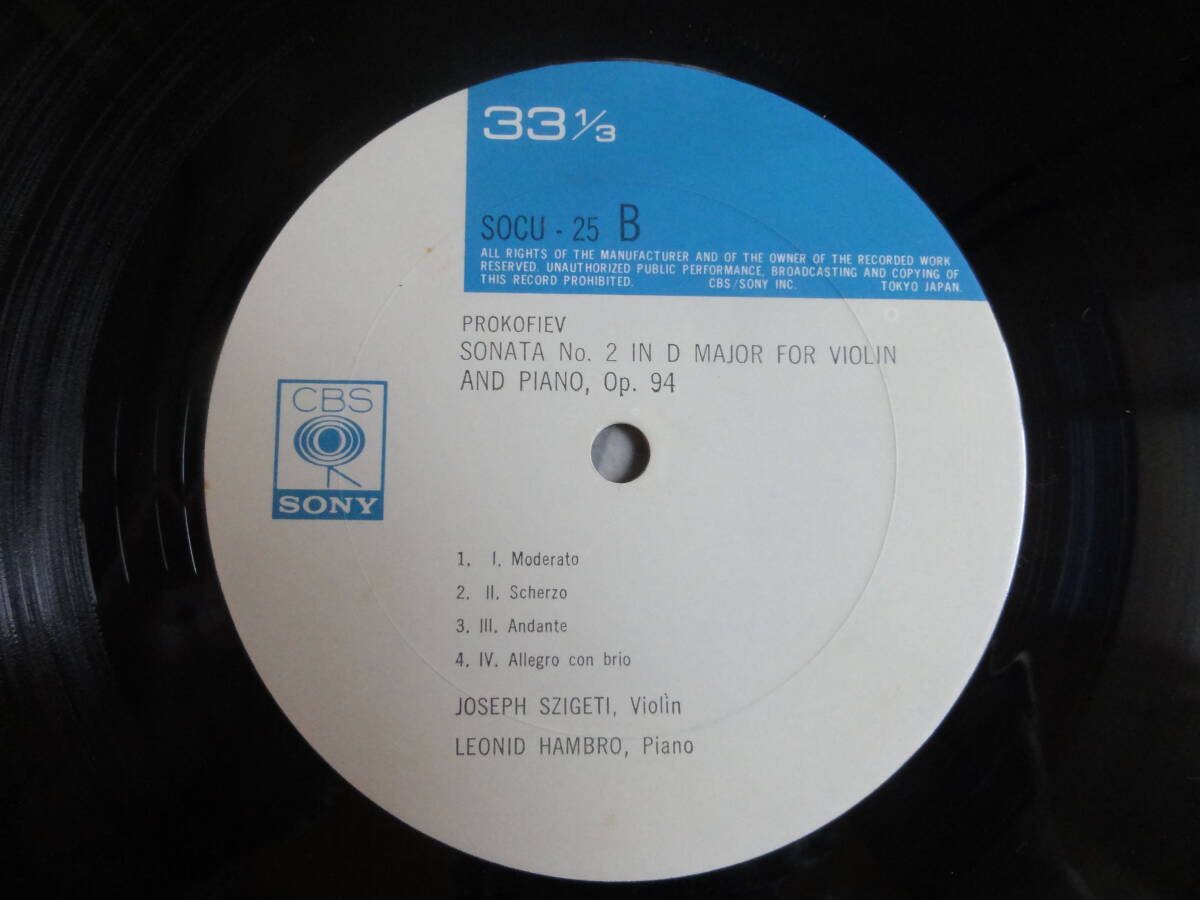 33 1/3
SOCU - 25 B
ALL RIGHTS OF THE MANUFACTURER AND OF THE OWNER OF THE RECORDED WORK
RESERVED. UNAUTHORIZED PUBLIC PERFORMANCE, BROADCASTING AND COPYING OF
THIS RECORD PROHIBITED. CBS/SONY INC. TOKYO JAPAN.
PROKOFIEV
SONATA No. 2 IN D MAJOR FOR VIOLIN
AND PIANO, Op. 94
CBS
SONY
1. I. Moderato
2. II. Scherzo
3. III. Andante
4. IV. Allegro con brio
JOSEPH SZIGETI, Violin
LEONID HAMBRO, Piano